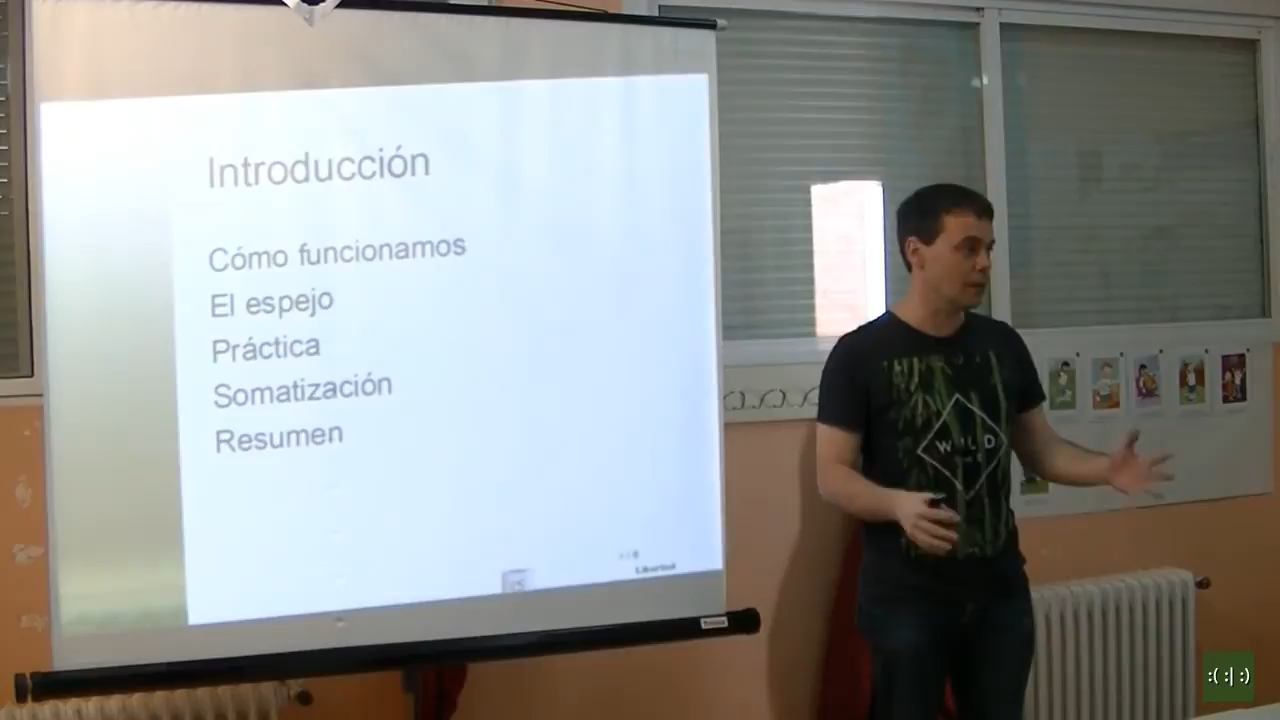 Introducción
Cómo funcionamos
El espejo
Práctica
Somatización
Resumen
Libertad
WILD
:( :| :)